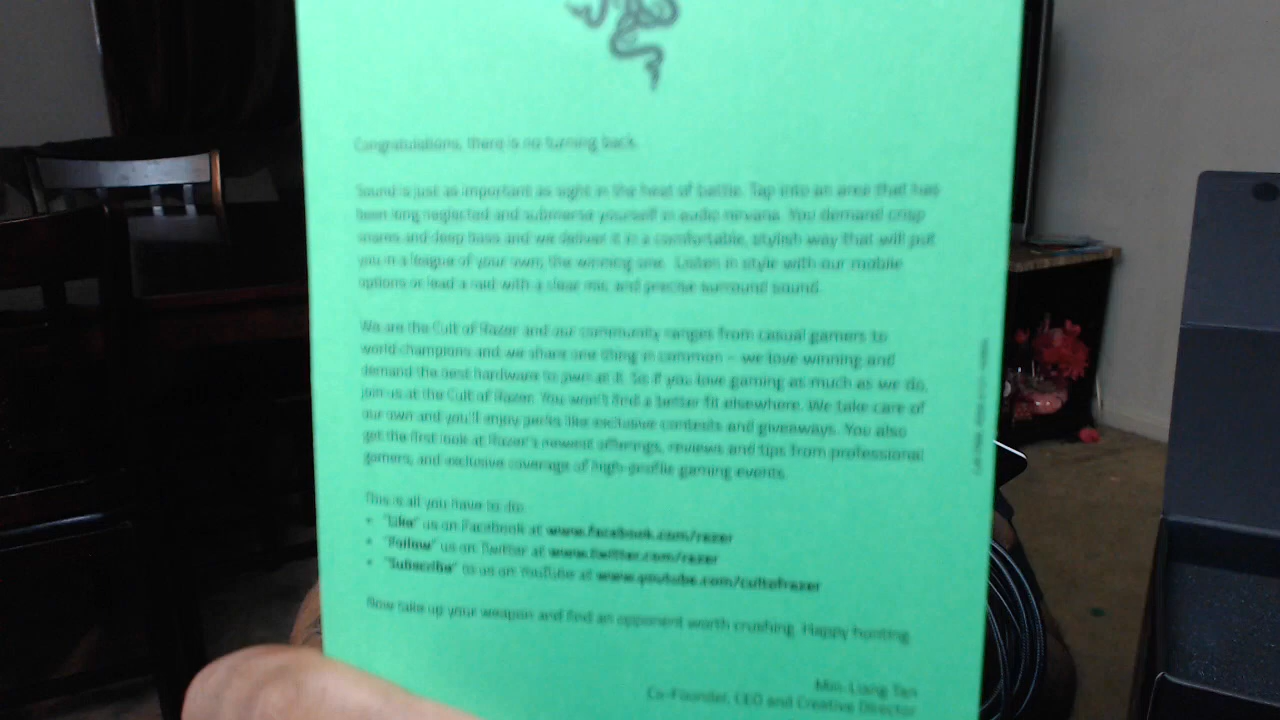 Congratulations, there is no turning back.
Sound is just as important as sight in the heat of battle. Tap into an area that has
been long neglected and submerse yourself in audio nirvana. You demand crisp
snares and deep bass and we deliver it in a comfortable, stylish way that will put
you in a league of your own; the winning one. Listen in style with our mobile
options or lead a raid with a clear mic and precise surround sound.
We are the Cult of Razer and our community ranges from casual gamers to
world champions and we share one thing in common – we love winning and
demand the best hardware to pwn at it. So if you love gaming as much as we do,
join us at the Cult of Razer. You won't find a better fit elsewhere. We take care of
our own and you'll enjoy perks like exclusive contests and giveaways. You also
get the first look at Razer's newest offerings, reviews and tips from professional
gamers, and exclusive coverage of high-profile gaming events.
This is all you have to do:
• "Like" us on Facebook at www.facebook.com/razer
• "Follow" us on Twitter at www.twitter.com/razer
• "Subscribe" to us on YouTube at www.youtube.com/cultofrazer
Now take up your weapon and find an opponent worth crushing. Happy hunting.
Min-Liang Tan
Co-Founder, CEO and Creative Director